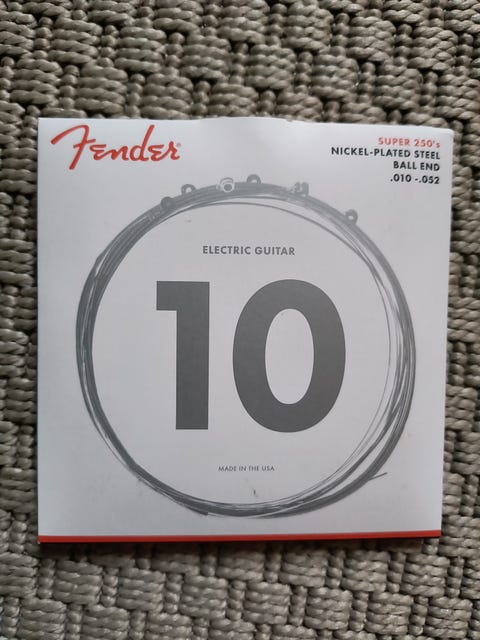 Fender
SUPER 250's
NICKEL-PLATED STEEL
BALL END
.010 -.052
ELECTRIC GUITAR
10
MADE IN THE USA